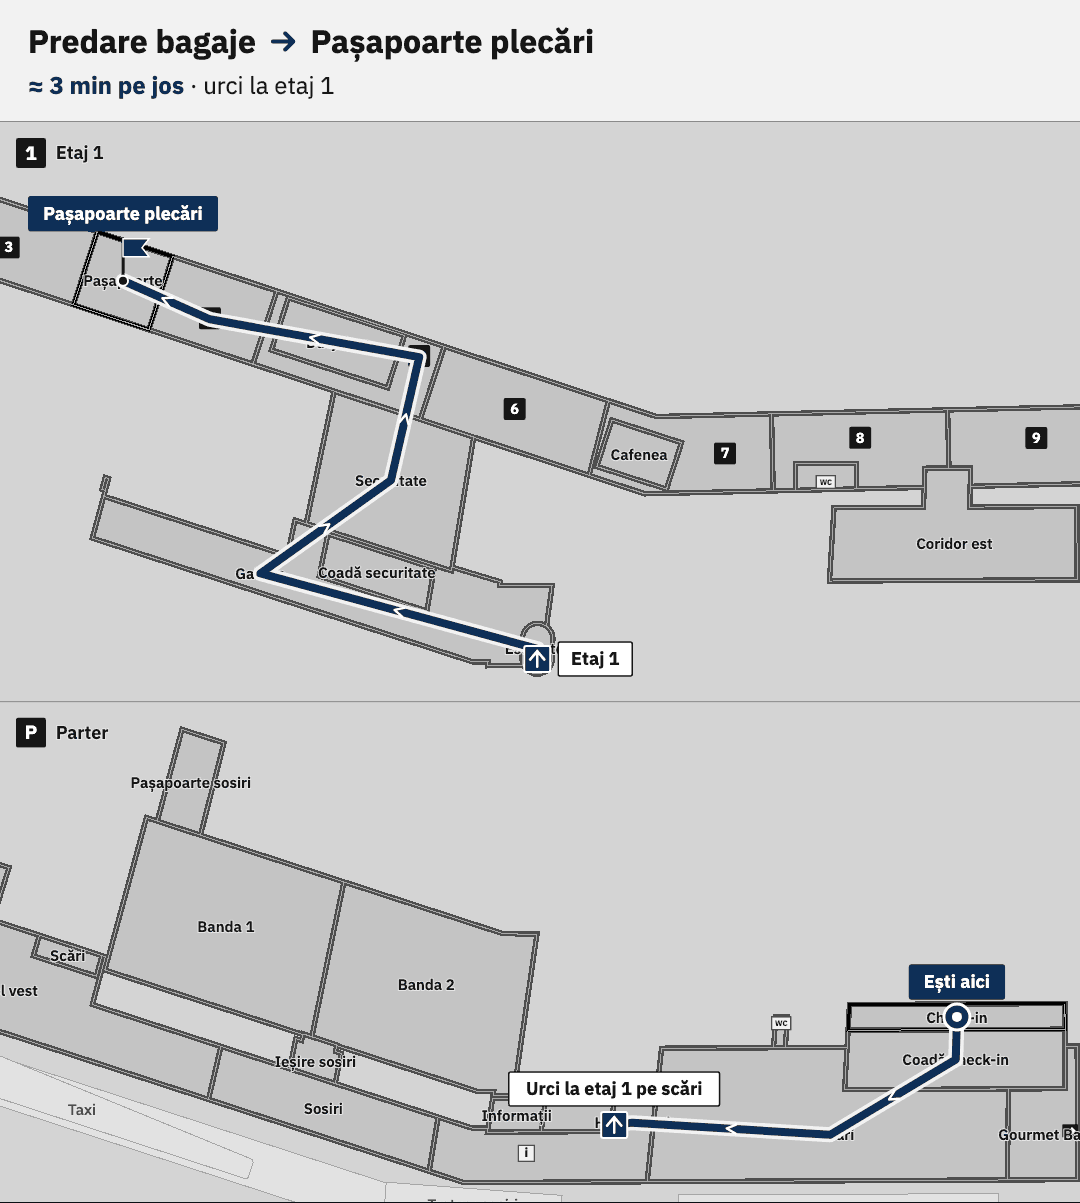 Predare bagaje → Pașapoarte plecări
≈ 3 min pe jos · urci la etaj 1
1 Etaj 1
Pașapoarte plecări
3
6
Cafenea
7
8
9
WC
Coridor est
Coadă securitate
Etaj 1
P Parter
Pașapoarte sosiri
Banda 1
Banda 2
Scări
l vest
Ieșire sosiri
Sosiri
Taxi
Informații
i
Urci la etaj 1 pe scări
WC
Ești aici
Gourmet Ba